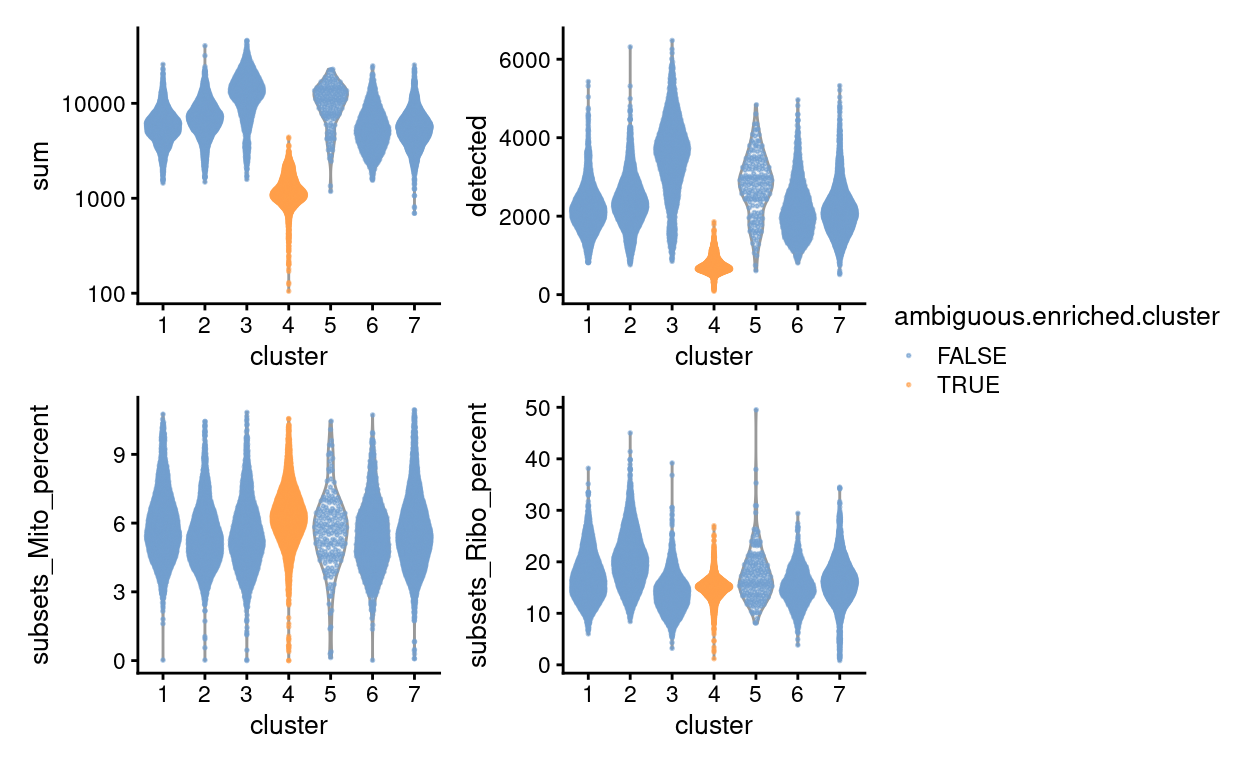 sum
10000
1000
100
1 2 3 4 5 6 7
cluster
detected
6000
4000
2000
0
1 2 3 4 5 6 7
cluster
subsets_Mito_percent
9
6
3
0
1 2 3 4 5 6 7
cluster
subsets_Ribo_percent
50
40
30
20
10
0
1 2 3 4 5 6 7
cluster
ambiguous.enriched.cluster
FALSE
TRUE